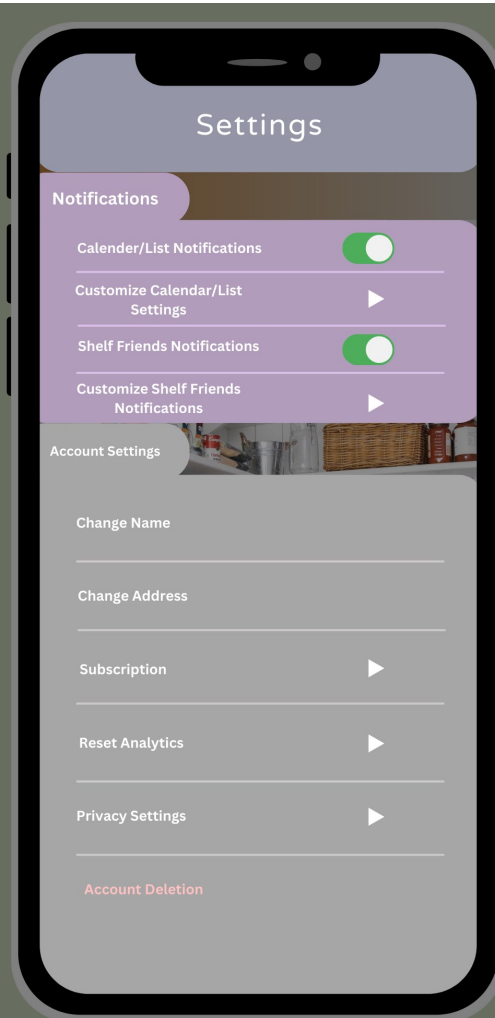 Settings
Notifications
Calender/List Notifications
Customize Calendar/List
Settings
Shelf Friends Notifications
Customize Shelf Friends
Notifications
Account Settings
Change Name
Change Address
Subscription
Reset Analytics
Privacy Settings
Account Deletion